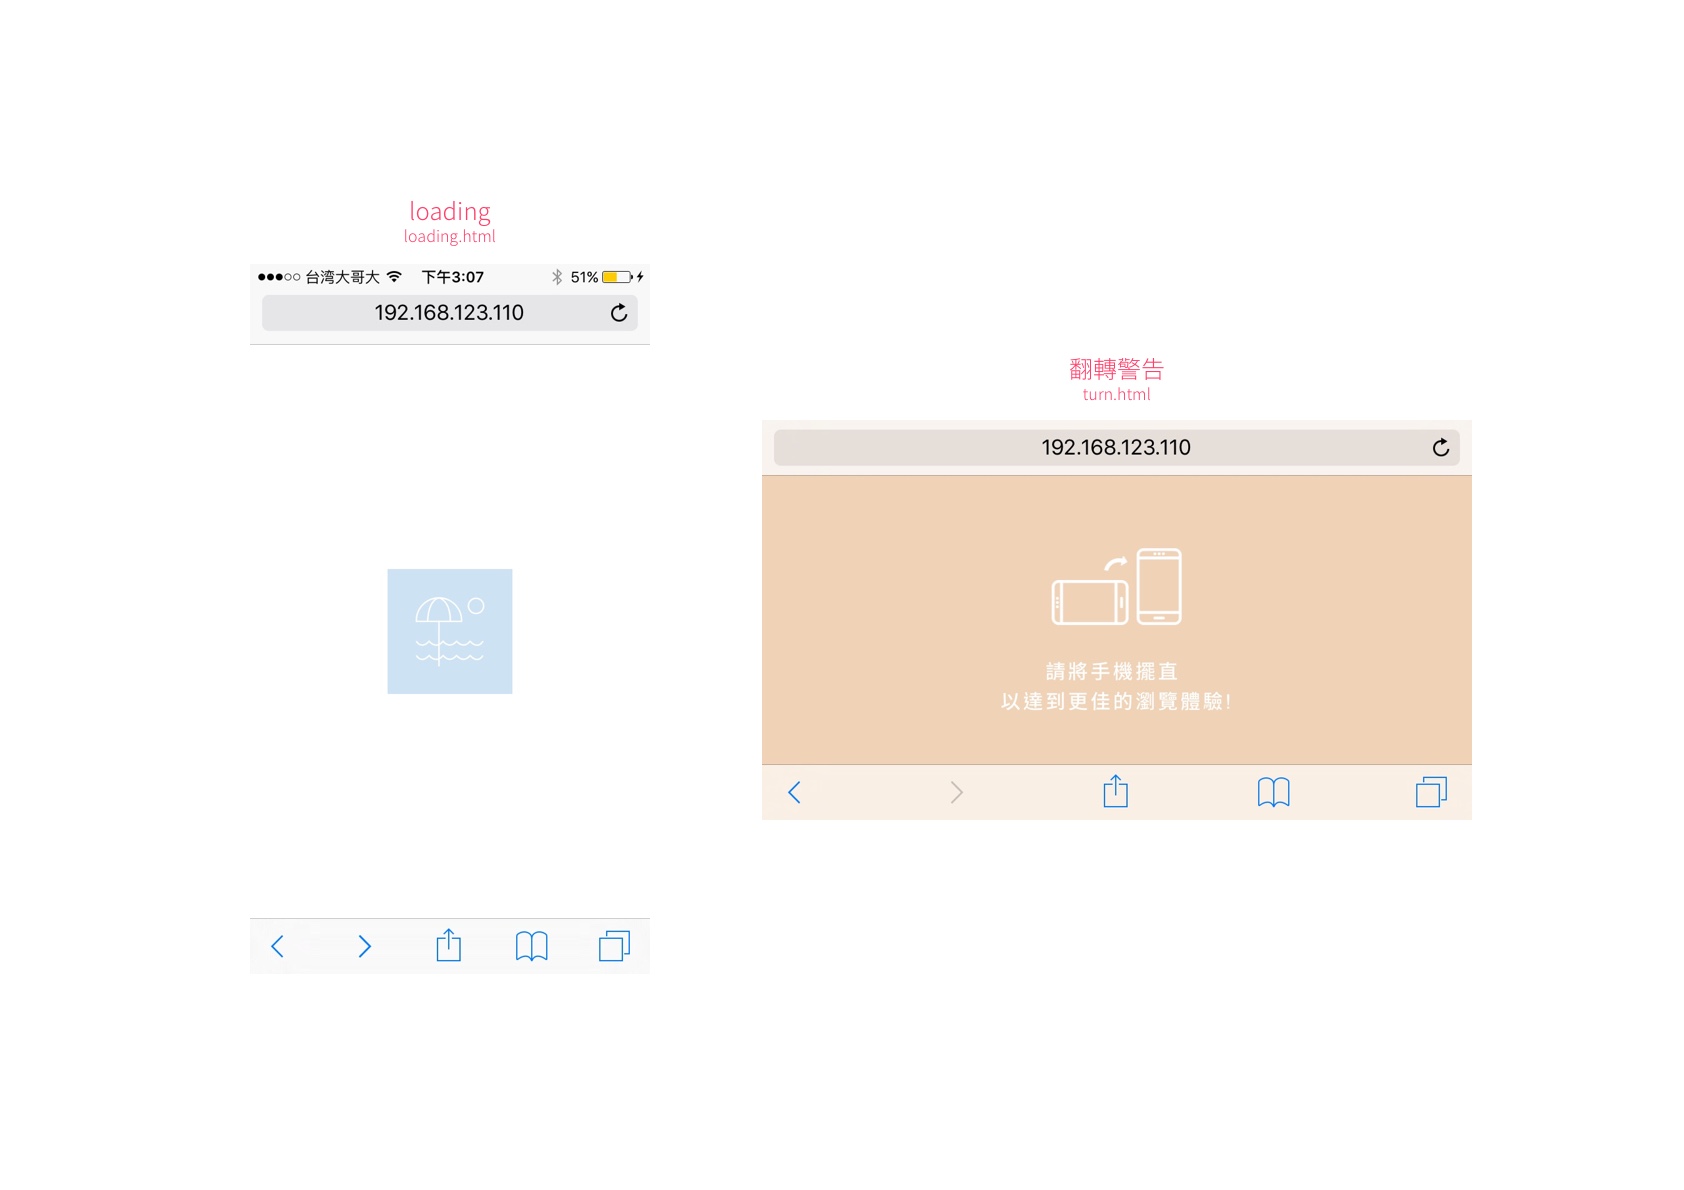 loading
loading.html
台湾大哥大 下午3:07 51%
192.168.123.110
翻轉警告
turn.html
192.168.123.110
請將手機擺直
以達到更佳的瀏覽體驗!